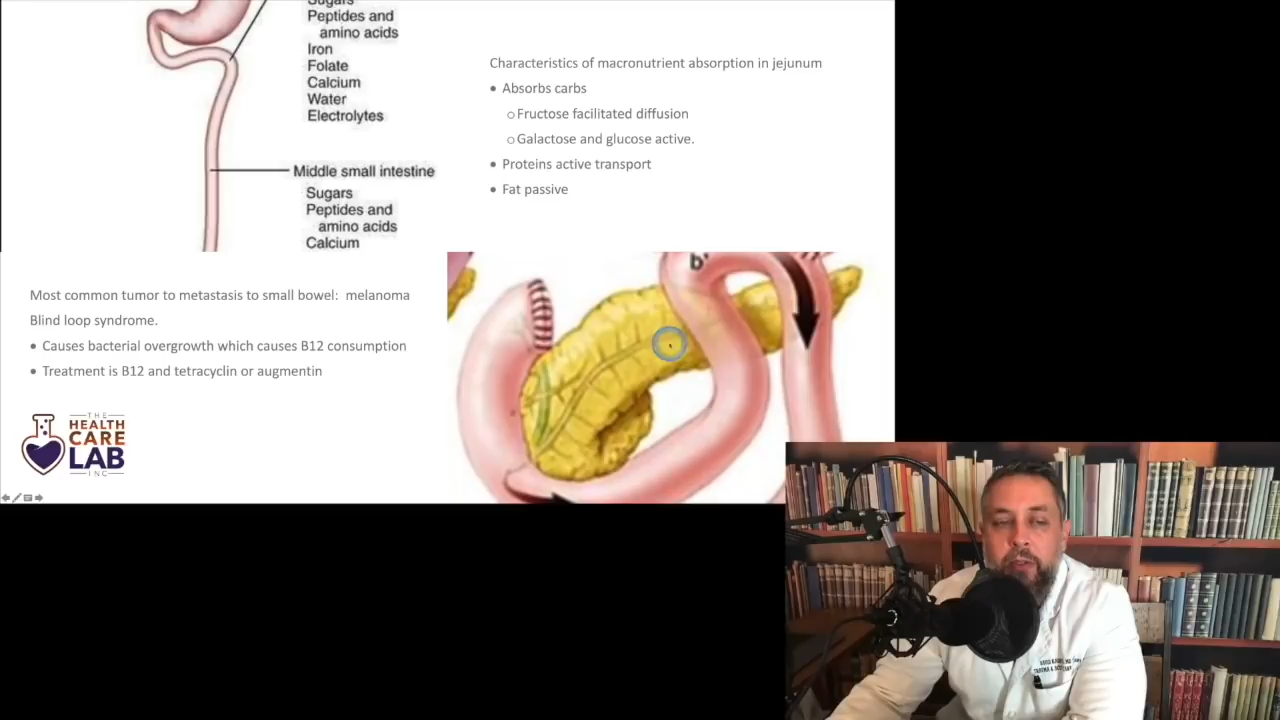 Sugars
Peptides and
amino acids
Iron
Folate
Calcium
Water
Electrolytes
Middle small intestine
Sugars
Peptides and
amino acids
Calcium
Characteristics of macronutrient absorption in jejunum
• Absorbs carbs
o Fructose facilitated diffusion
o Galactose and glucose active.
• Proteins active transport
• Fat passive
Most common tumor to metastasis to small bowel: melanoma
Blind loop syndrome.
• Causes bacterial overgrowth which causes B12 consumption
• Treatment is B12 and tetracyclin or augmentin
THE
HEALTH
CARE
LAB
INC
b